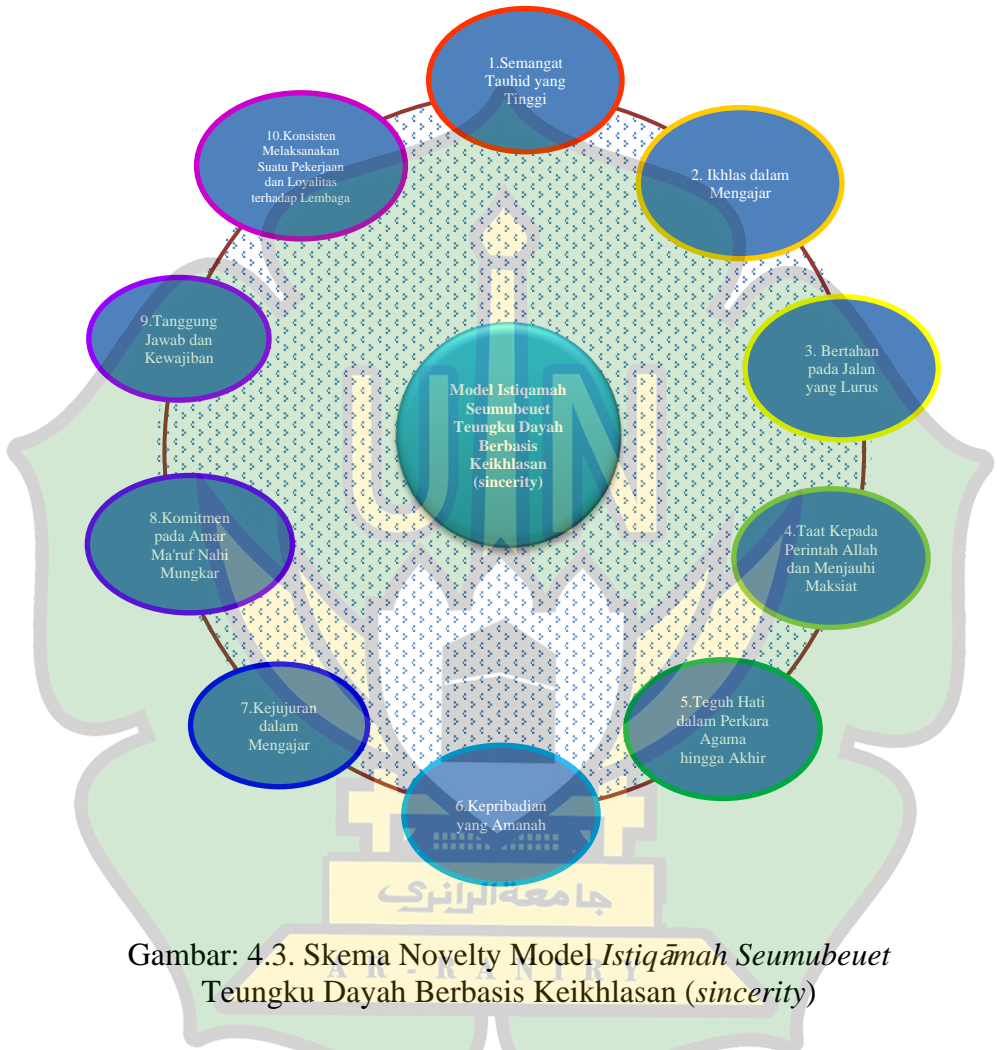 1.Semangat
Tauhid yang
Tinggi
2. Ikhlas dalam
Mengajar
3. Bertahan
pada Jalan
yang Lurus
4.Taat Kepada
Perintah Allah
dan Menjauhi
Maksiat
5.Teguh Hati
dalam Perkara
Agama
hingga Akhir
6.Kepribadian
yang Amanah
7.Kejujuran
dalam
Mengajar
8.Komitmen
pada Amar
Ma'ruf Nahi
Mungkar
9.Tanggung
Jawab dan
Kewajiban
10.Konsisten
Melaksanakan
Suatu Pekerjaan
dan Loyalitas
terhadap Lembaga
Model Istiqamah
Seumubeuet
Teungku Dayah
Berbasis
Keikhlasan
(sincerity)
UIN
جامعة الرانري
AR-RANIRY
Gambar: 4.3. Skema Novelty Model Istiqāmah Seumubeuet
Teungku Dayah Berbasis Keikhlasan (sincerity)